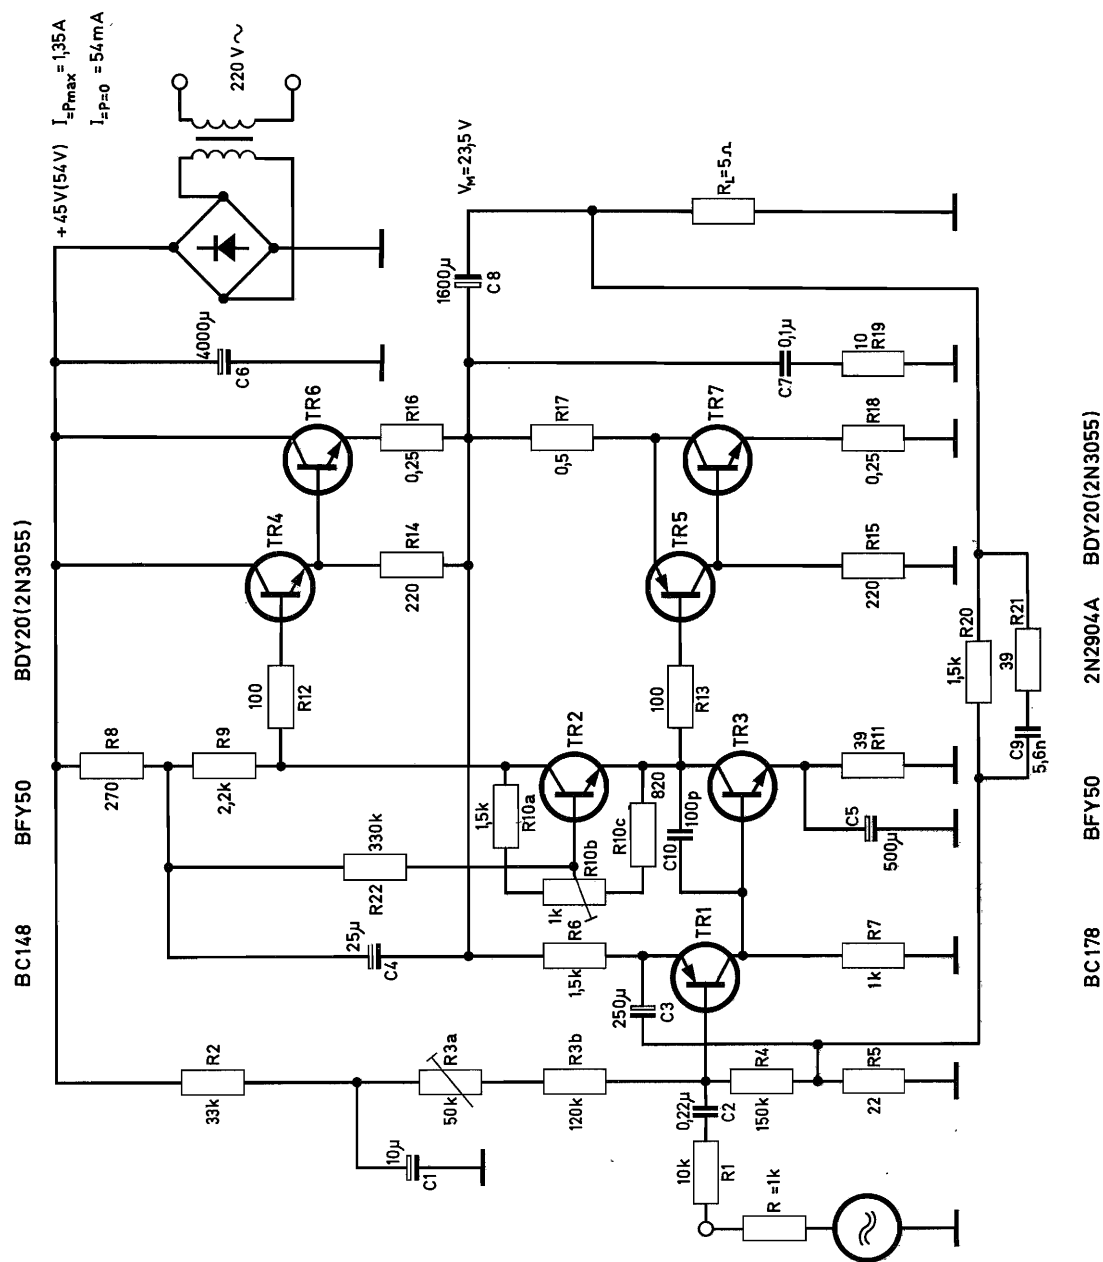 BC148 BFY50 BDY20(2N3055)
+45V(54V) I=Pmax = 1,35A
I=P=0 = 54mA
220V~
R2
33k
R3a
50k
R3b
120k
10µ
C1
R8
270
R9
2,2k
330k
R22
25µ
C4
100
R12
TR4
TR6
R14
220
R16
0,25
4000µ
C6
VM=23,5V
1600µ
C8
1,5k
R10a
R10b
1k
R10c
820
TR2
R6
1,5k
250µ
C3
TR1
C10
100p
100
R13
TR3
TR5
TR7
R17
0,5
C7
0,1µ
10
R19
RL=5Ω
10k
R1
0,22µ
C2
R4
150k
R5
22
R =1k
R7
1k
C5
500µ
39
R11
R15
220
R18
0,25
R20
1,5k
R21
39
C9
5,6n
BC178 BFY50 2N2904A BDY20(2N3055)